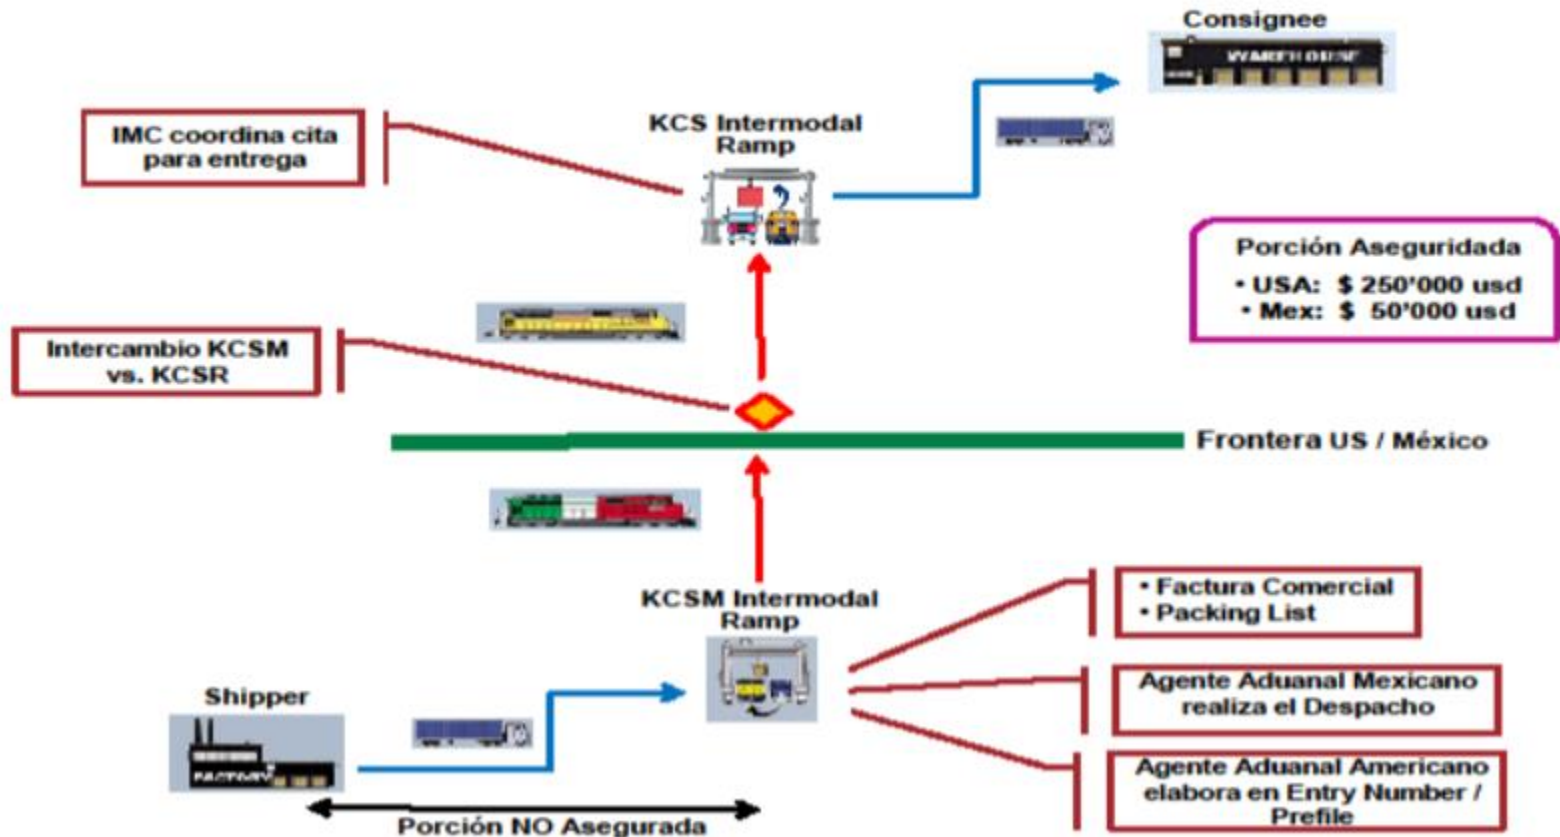 Consignee
WAREHOUSE
IMC coordina cita
para entrega
KCS Intermodal
Ramp
Porción Aseguridada
• USA: $ 250'000 usd
• Mex: $ 50'000 usd
Intercambio KCSM
vs. KCSR
Frontera US / México
KCSM Intermodal
Ramp
• Factura Comercial
• Packing List
Agente Aduanal Mexicano
realiza el Despacho
Agente Aduanal Americano
elabora en Entry Number /
Prefile
Shipper
FACTORY
Porción NO Asegurada